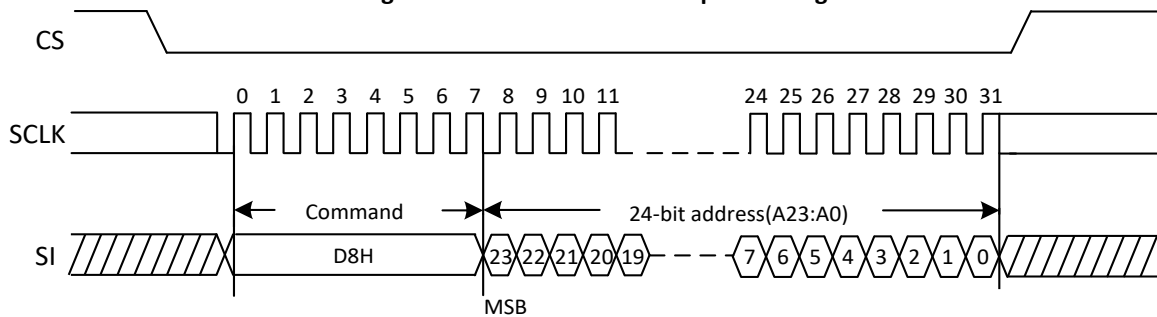 CS
0 1 2 3 4 5 6 7 8 9 10 11 24 25 26 27 28 29 30 31
SCLK
Command 24-bit address(A23:A0)
SI D8H 23 22 21 20 19 7 6 5 4 3 2 1 0
MSB